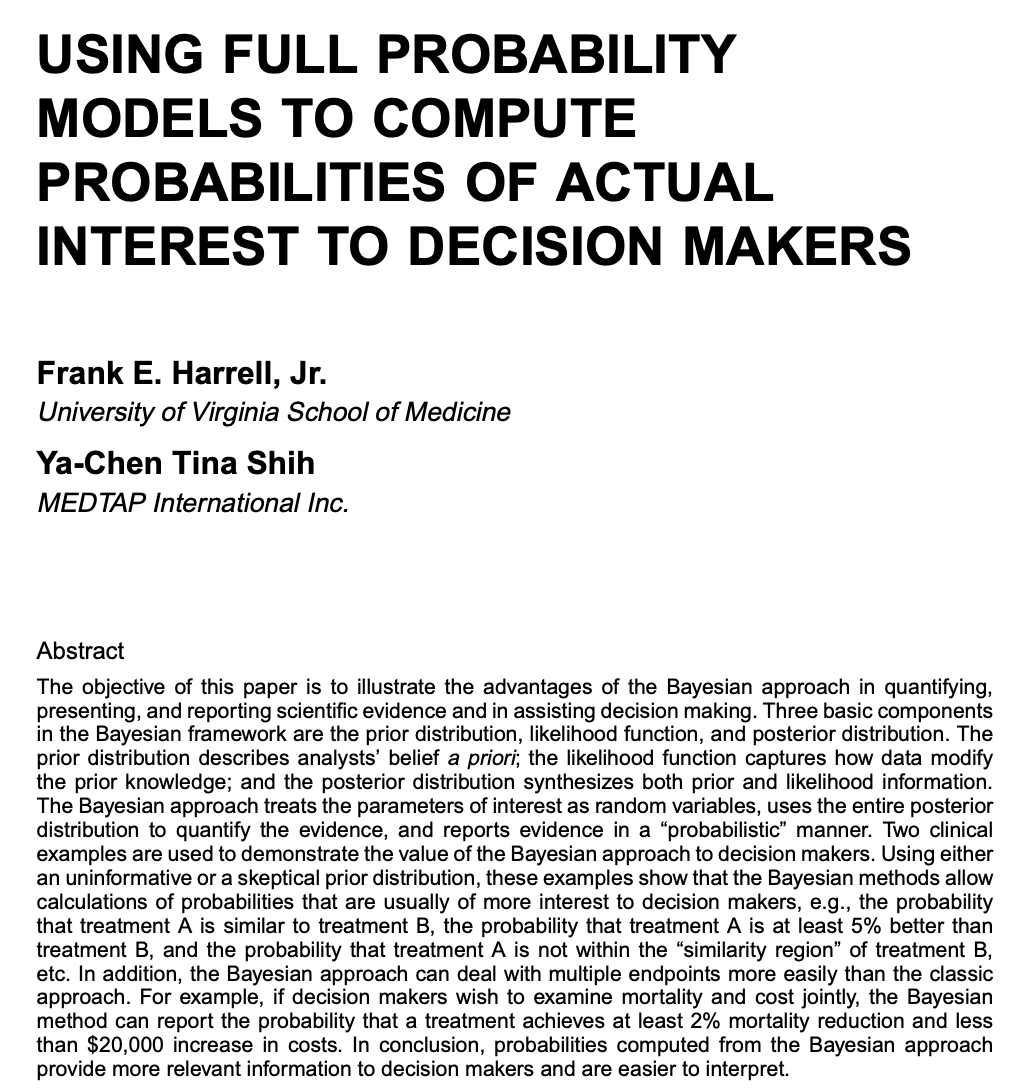 USING FULL PROBABILITY
MODELS TO COMPUTE
PROBABILITIES OF ACTUAL
INTEREST TO DECISION MAKERS
Frank E. Harrell, Jr.
University of Virginia School of Medicine
Ya-Chen Tina Shih
MEDTAP International Inc.
Abstract
The objective of this paper is to illustrate the advantages of the Bayesian approach in quantifying,
presenting, and reporting scientific evidence and in assisting decision making. Three basic components
in the Bayesian framework are the prior distribution, likelihood function, and posterior distribution. The
prior distribution describes analysts’ belief a priori; the likelihood function captures how data modify
the prior knowledge; and the posterior distribution synthesizes both prior and likelihood information.
The Bayesian approach treats the parameters of interest as random variables, uses the entire posterior
distribution to quantify the evidence, and reports evidence in a “probabilistic” manner. Two clinical
examples are used to demonstrate the value of the Bayesian approach to decision makers. Using either
an uninformative or a skeptical prior distribution, these examples show that the Bayesian methods allow
calculations of probabilities that are usually of more interest to decision makers, e.g., the probability
that treatment A is similar to treatment B, the probability that treatment A is at least 5% better than
treatment B, and the probability that treatment A is not within the “similarity region” of treatment B,
etc. In addition, the Bayesian approach can deal with multiple endpoints more easily than the classic
approach. For example, if decision makers wish to examine mortality and cost jointly, the Bayesian
method can report the probability that a treatment achieves at least 2% mortality reduction and less
than $20,000 increase in costs. In conclusion, probabilities computed from the Bayesian approach
provide more relevant information to decision makers and are easier to interpret.